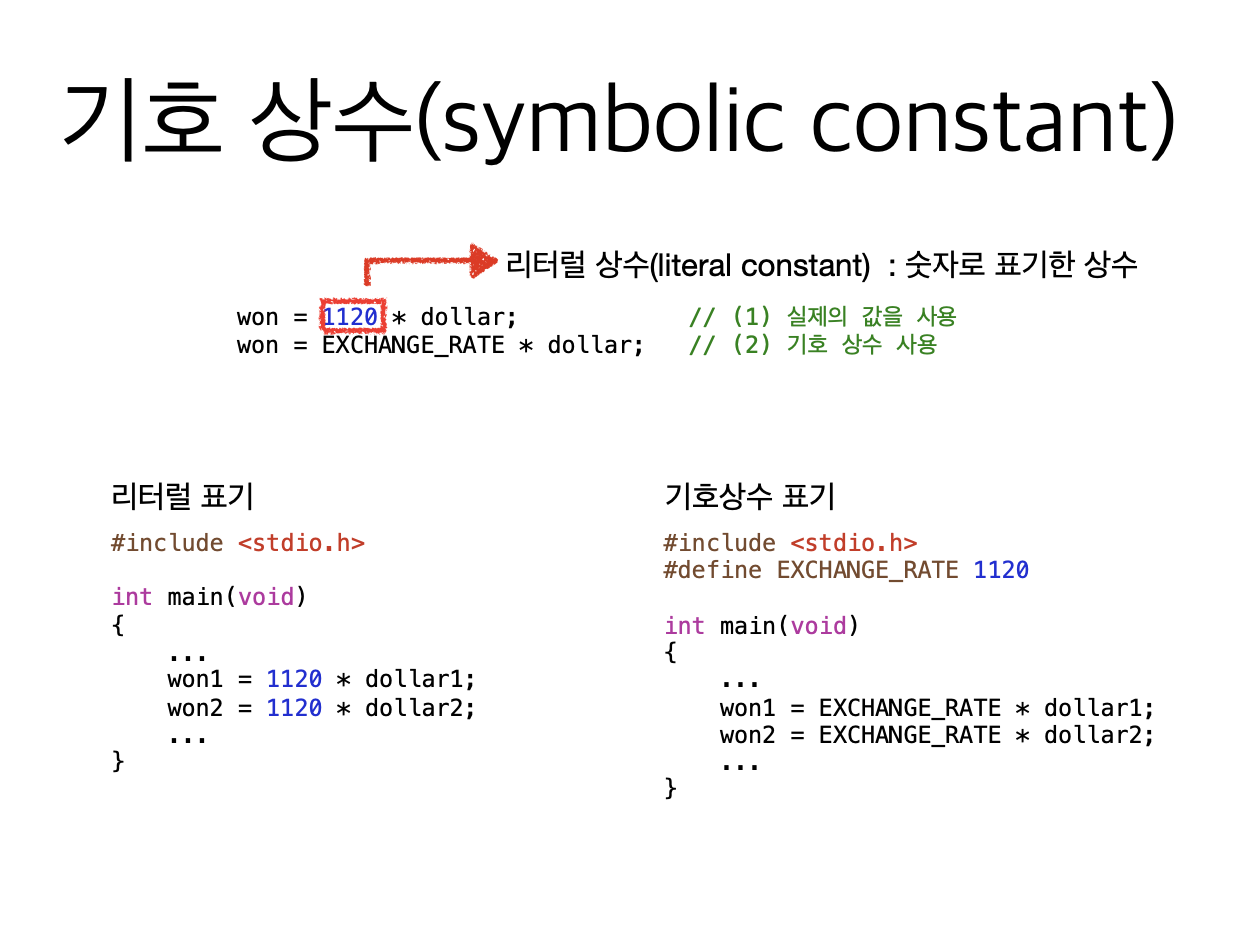 기호 상수(symbolic constant)
리터럴 상수(literal constant) : 숫자로 표기한 상수
won = 1120 * dollar; // (1) 실제의 값을 사용
won = EXCHANGE_RATE * dollar; // (2) 기호 상수 사용
리터럴 표기
#include <stdio.h>
int main(void)
{
...
won1 = 1120 * dollar1;
won2 = 1120 * dollar2;
...
}
기호상수 표기
#include <stdio.h>
#define EXCHANGE_RATE 1120
int main(void)
{
...
won1 = EXCHANGE_RATE * dollar1;
won2 = EXCHANGE_RATE * dollar2;
...
}